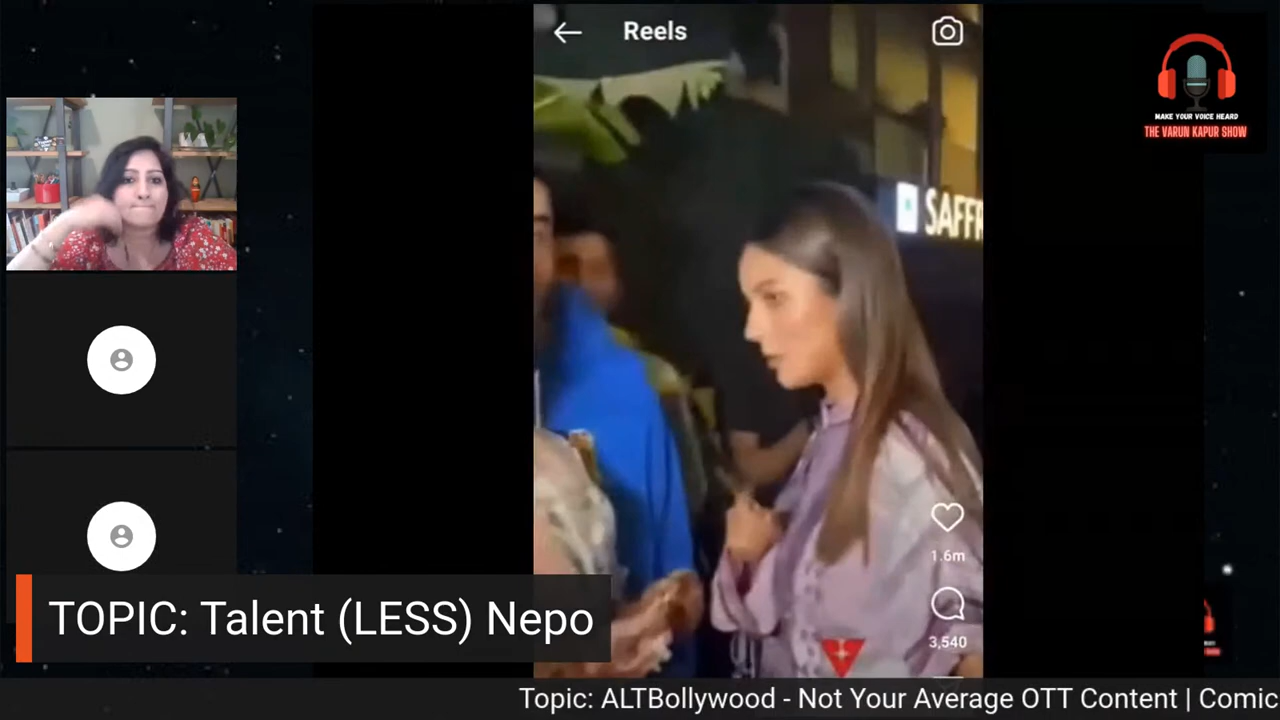 Reels
MAKE YOUR VOICE HEARD
THE VARUN KAPUR SHOW
SAFFR
1.6m
3,540
TOPIC: Talent (LESS) Nepo
Topic: ALTBollywood - Not Your Average OTT Content | Comic